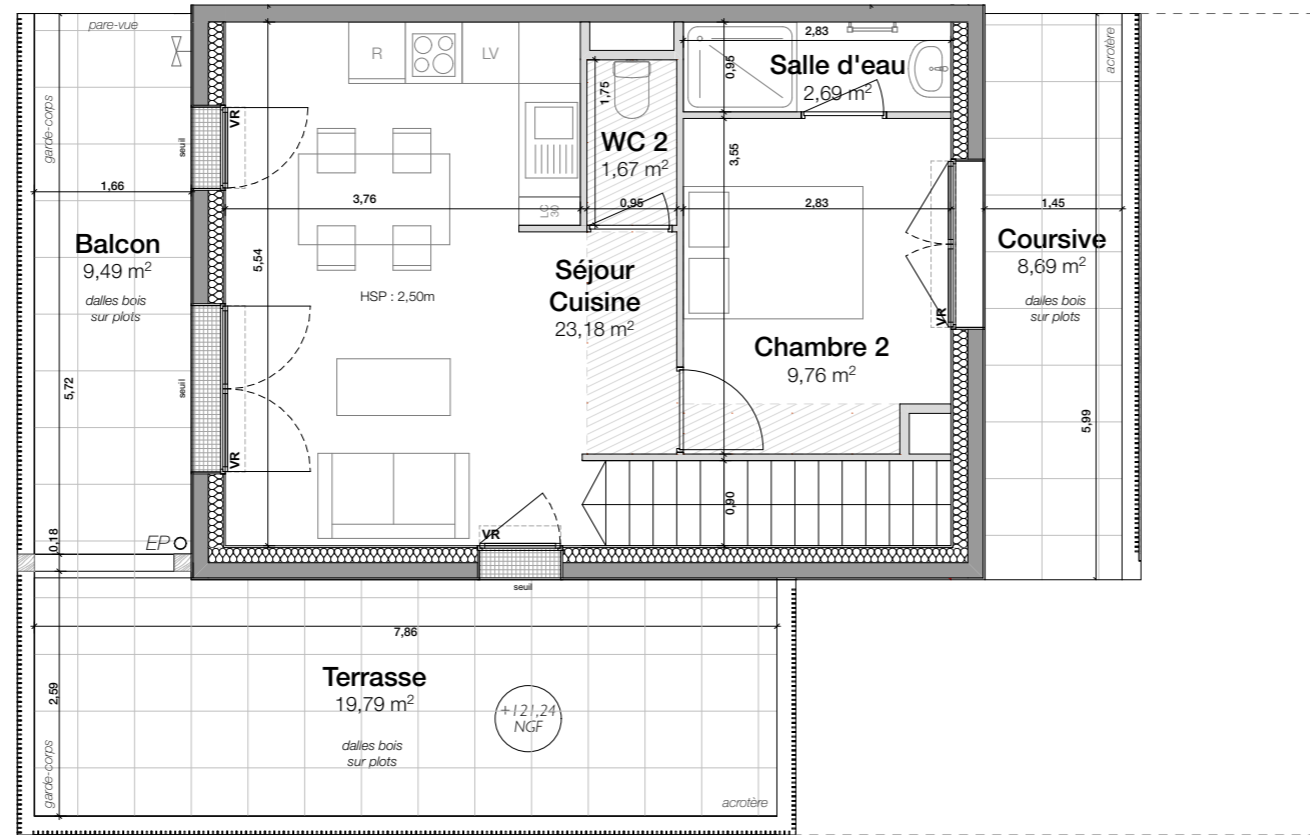 pare-vue
garde-corps
1,66
Balcon
9,49 m²
dalles bois
sur plots
5,72
0,18
EP
seuil
VR
seuil
VR
R
LV
LC
30
3,76
5,54
HSP : 2,50m
Séjour
Cuisine
23,18 m²
1,75
WC 2
1,67 m²
0,95
2,83
0,95
Salle d'eau
2,69 m²
3,55
2,83
Chambre 2
9,76 m²
VR
0,90
VR
seuil
acrotère
1,45
Coursive
8,69 m²
dalles bois
sur plots
5,99
7,86
2,59
Terrasse
19,79 m²
dalles bois
sur plots
+121,24
NGF
garde-corps
acrotère